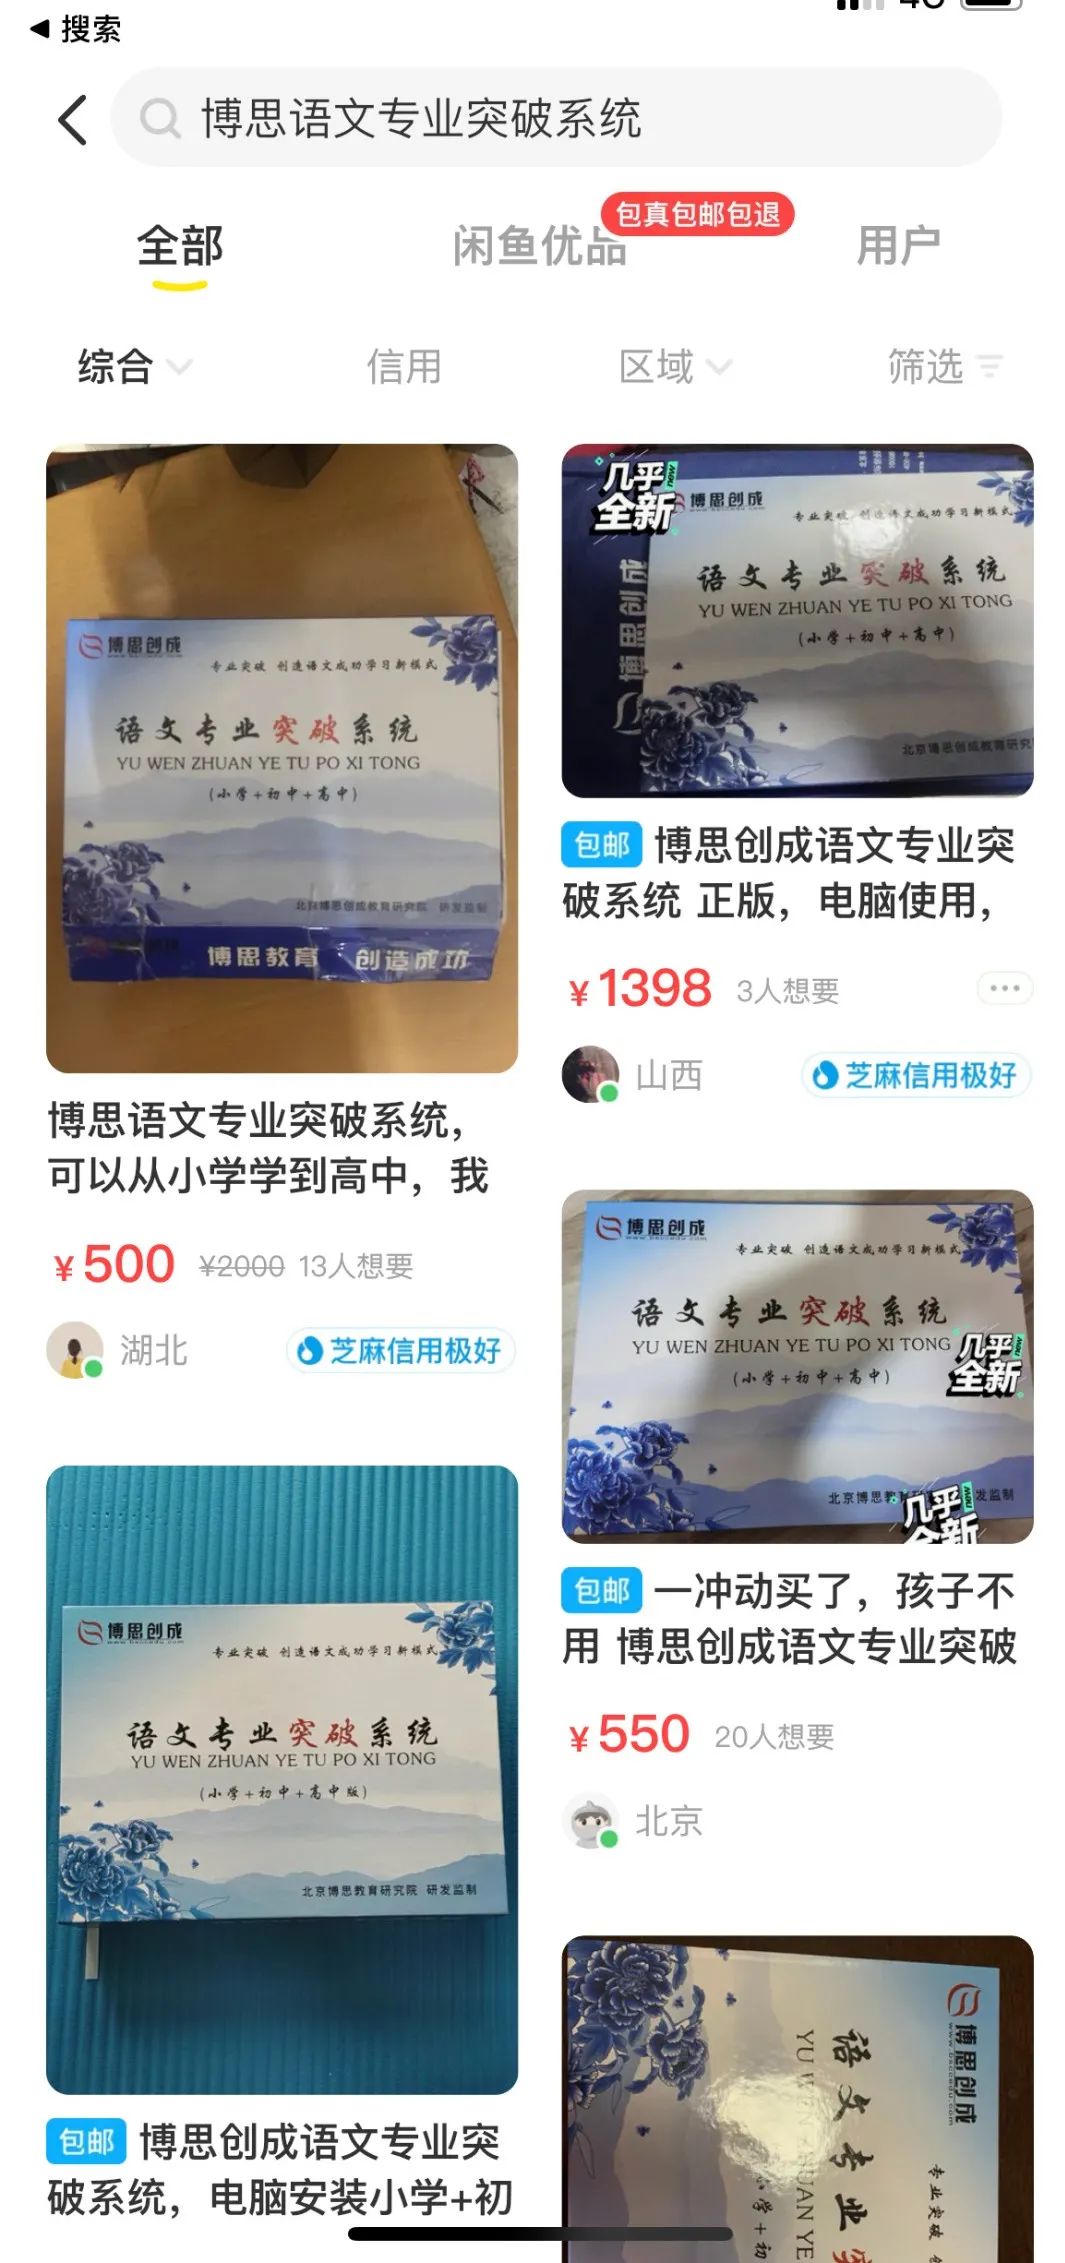 搜索
博思语文专业突破系统
包真包邮包退
全部
闲鱼优品
用户
综合
信用
区域
筛选
博思创成
专业突破 创造语文成功学习新模式
语文专业突破系统
YU WEN ZHUAN YE TU PO XI TONG
(小学+初中+高中)
北京博思创成教育研究院 研发监制
博思教育 创造成功
博思语文专业突破系统，
可以从小学学到高中，我
¥500 ¥2000 13人想要
湖北
芝麻信用极好
几乎
全新
博思创成
博思创成
专业突破 创造语文成功学习新模式
语文专业突破系统
YU WEN ZHUAN YE TU PO XI TONG
(小学+初中+高中)
北京博思创成教育研究
包邮 博思创成语文专业突
破系统 正版，电脑使用，
¥1398 3人想要
山西
芝麻信用极好
博思创成
专业突破 创造语文成功学习新模式
语文专业突破系统
YU WEN ZHUAN YE TU PO XI TONG
(小学+初中+高中)
几乎
全新
北京博思教育
发监制
几乎
全新
包邮 一冲动买了，孩子不
用 博思创成语文专业突破
¥550 20人想要
北京
博思创成
专业突破 创造语文成功学习新模式
语文专业突破系统
YU WEN ZHUAN YE TU PO XI TONG
(小学+初中+高中版)
北京博思教育研究院 研发监制
包邮 博思创成语文专业突
破系统，电脑安装小学+初
博思创成
专业突破
语文专业突